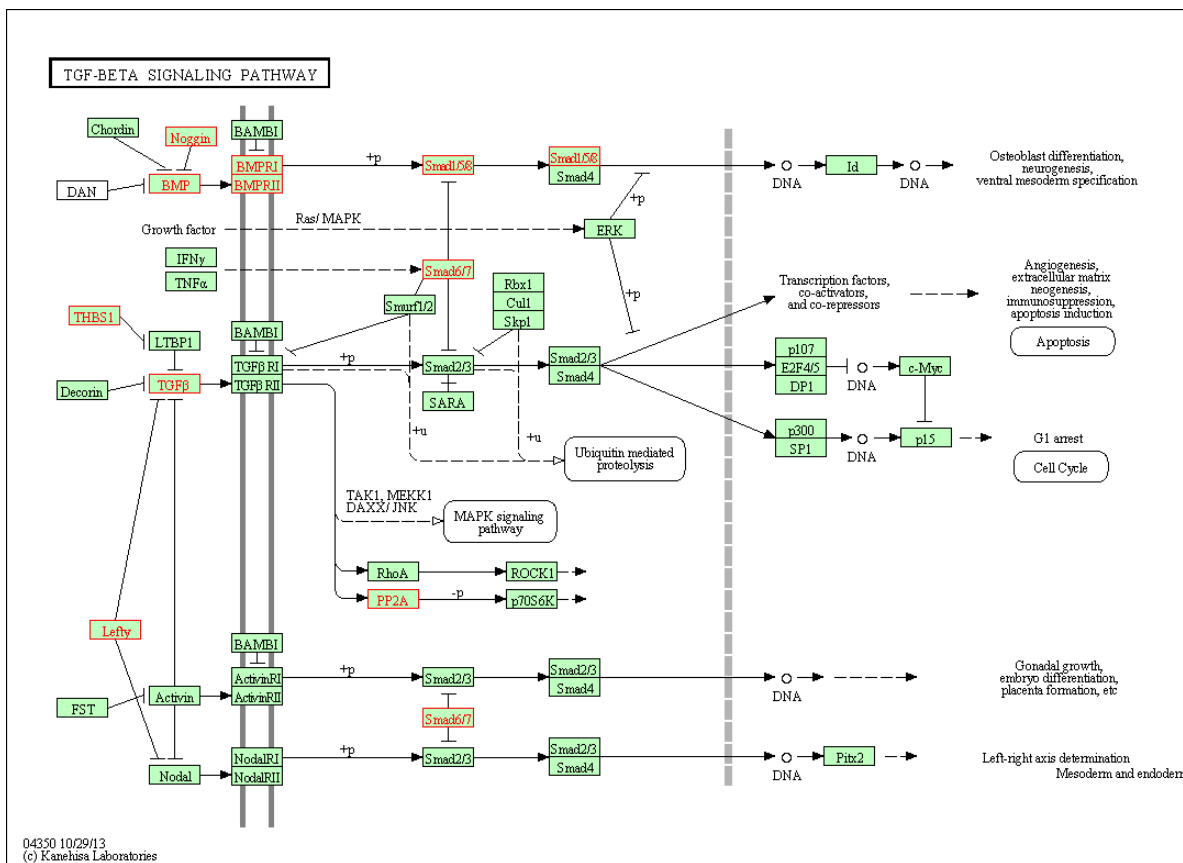 TGF-BETA SIGNALING PATHWAY
Chordin
Noggin
BAMBI
DAN
BMP
BMPRI
BMPRII
+p
Smad1/5/8
Smad1/5/8
Smad4
DNA
Id
DNA
Osteoblast differentiation,
neurogenesis,
ventral mesoderm specification
Growth factor
Ras/ MAPK
ERK
+p
+p
IFNγ
TNFα
Smad6/7
Smurf1/2
Rbx1
Cul1
Skp1
Transcription factors,
co-activators,
and co-repressors
Angiogenesis,
extracellular matrix
neogenesis,
immunosuppression,
apoptosis induction
Apoptosis
THBS1
LTBP1
Decorin
TGFβ
BAMBI
TGFβ RI
TGFβ RII
+p
Smad2/3
SARA
Smad2/3
Smad4
p107
E2F4/5
DP1
DNA
c-Myc
p300
SP1
DNA
p15
G1 arrest
Cell Cycle
+u
+u
Ubiquitin mediated
proteolysis
TAK1, MEKK1
DAXX/ JNK
MAPK signaling
pathway
RhoA
ROCK1
PP2A
-p
p70S6K
Lefty
BAMBI
FST
Activin
ActivinRI
ActivinRII
+p
Smad2/3
Smad2/3
Smad4
DNA
Gonadal growth,
embryo differentiation,
placenta formation, etc
Smad6/7
Nodal
NodalRI
NodalRII
+p
Smad2/3
Smad2/3
Smad4
DNA
Pitx2
Left-right axis determination
Mesoderm and endoderm
04350 10/29/13
(c) Kanehisa Laboratories